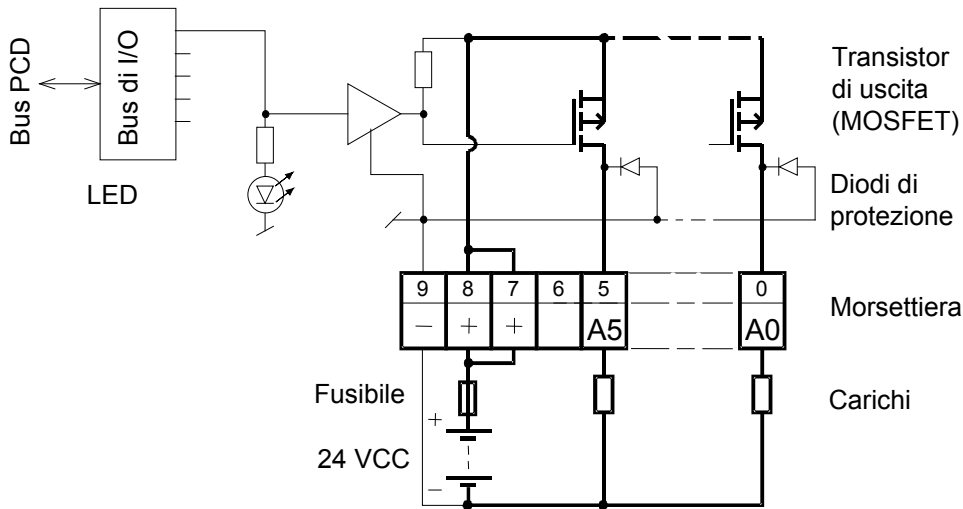 Bus PCD
Bus di I/O
LED
Transistor
di uscita
(MOSFET)
Diodi di
protezione
9 8 7 6 5 0
– + + A5 A0
Morsettiera
Fusibile
Carichi
+
24 VCC
–